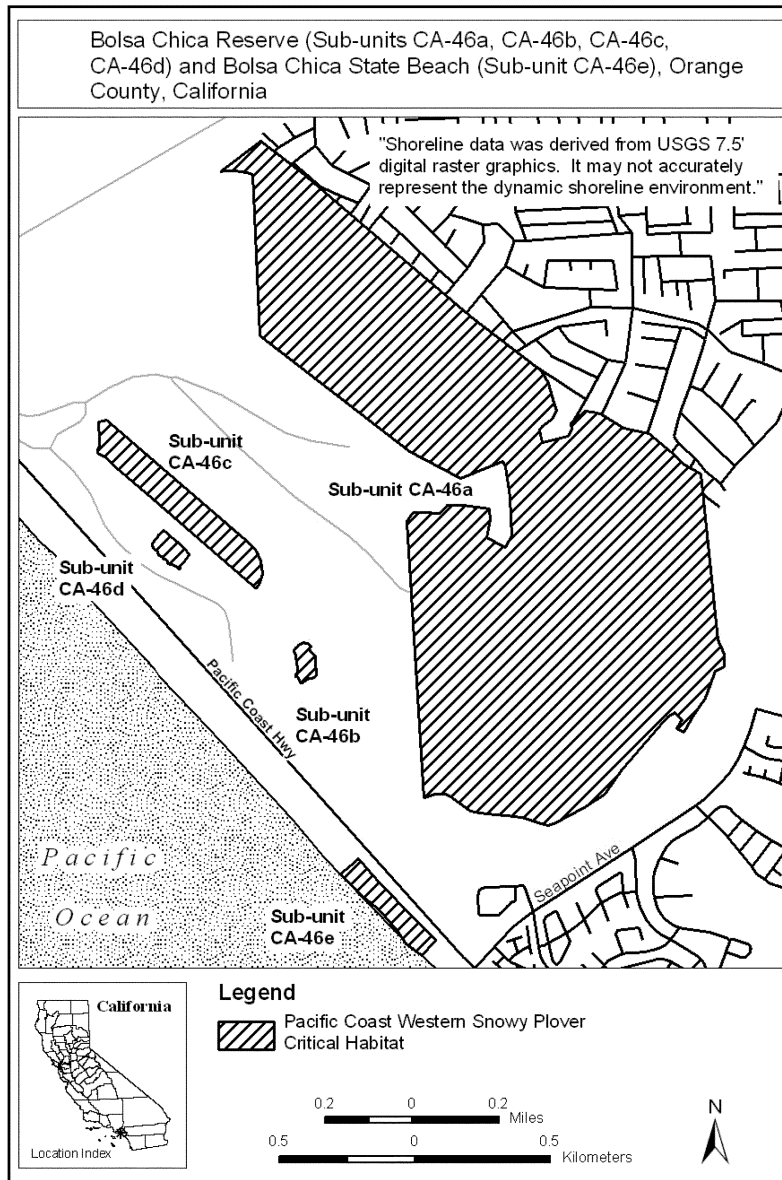 Bolsa Chica Reserve (Sub-units CA-46a, CA-46b, CA-46c,
CA-46d) and Bolsa Chica State Beach (Sub-unit CA-46e), Orange
County, California
"Shoreline data was derived from USGS 7.5'
digital raster graphics. It may not accurately
represent the dynamic shoreline environment."
Sub-unit
CA-46c
Sub-unit CA-46a
Sub-unit
CA-46d
Pacific Coast Hwy
Sub-unit
CA-46b
Pacific
Ocean
Seapoint Ave
Sub-unit
CA-46e
California
Location Index
Legend
Pacific Coast Western Snowy Plover
Critical Habitat
0.2 0 0.2
Miles
0.5 0 0.5
Kilometers
N